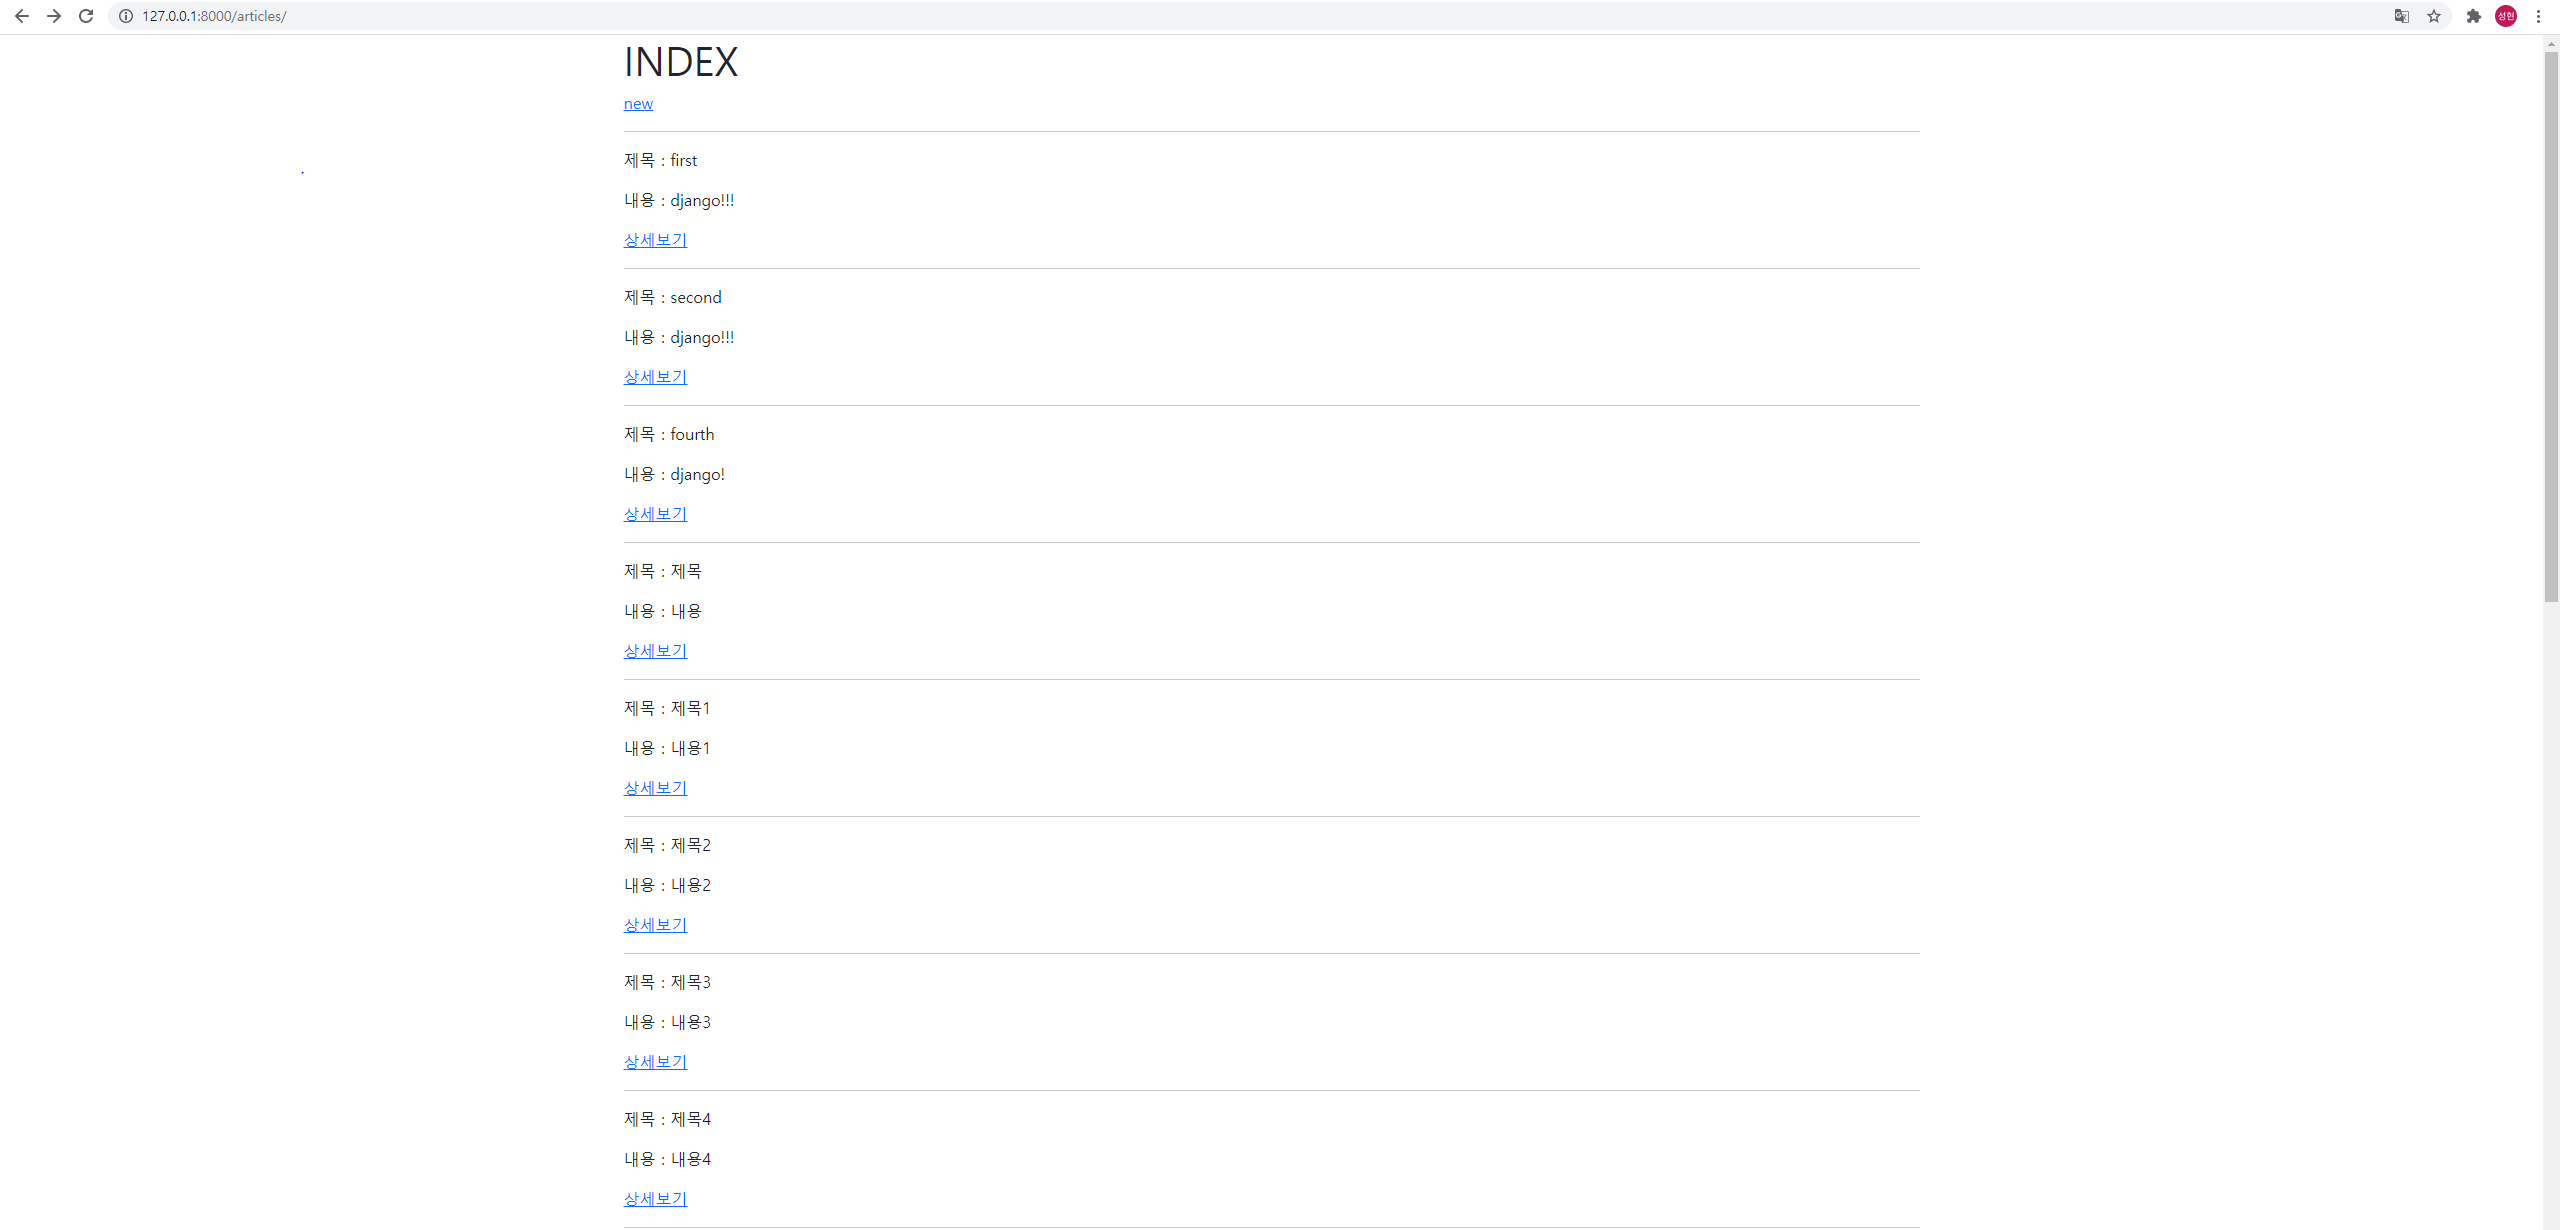 127.0.0.1:8000/articles/
성현
INDEX
new
제목 : first
내용 : django!!!
상세보기
제목 : second
내용 : django!!!
상세보기
제목 : fourth
내용 : django!
상세보기
제목 : 제목
내용 : 내용
상세보기
제목 : 제목1
내용 : 내용1
상세보기
제목 : 제목2
내용 : 내용2
상세보기
제목 : 제목3
내용 : 내용3
상세보기
제목 : 제목4
내용 : 내용4
상세보기